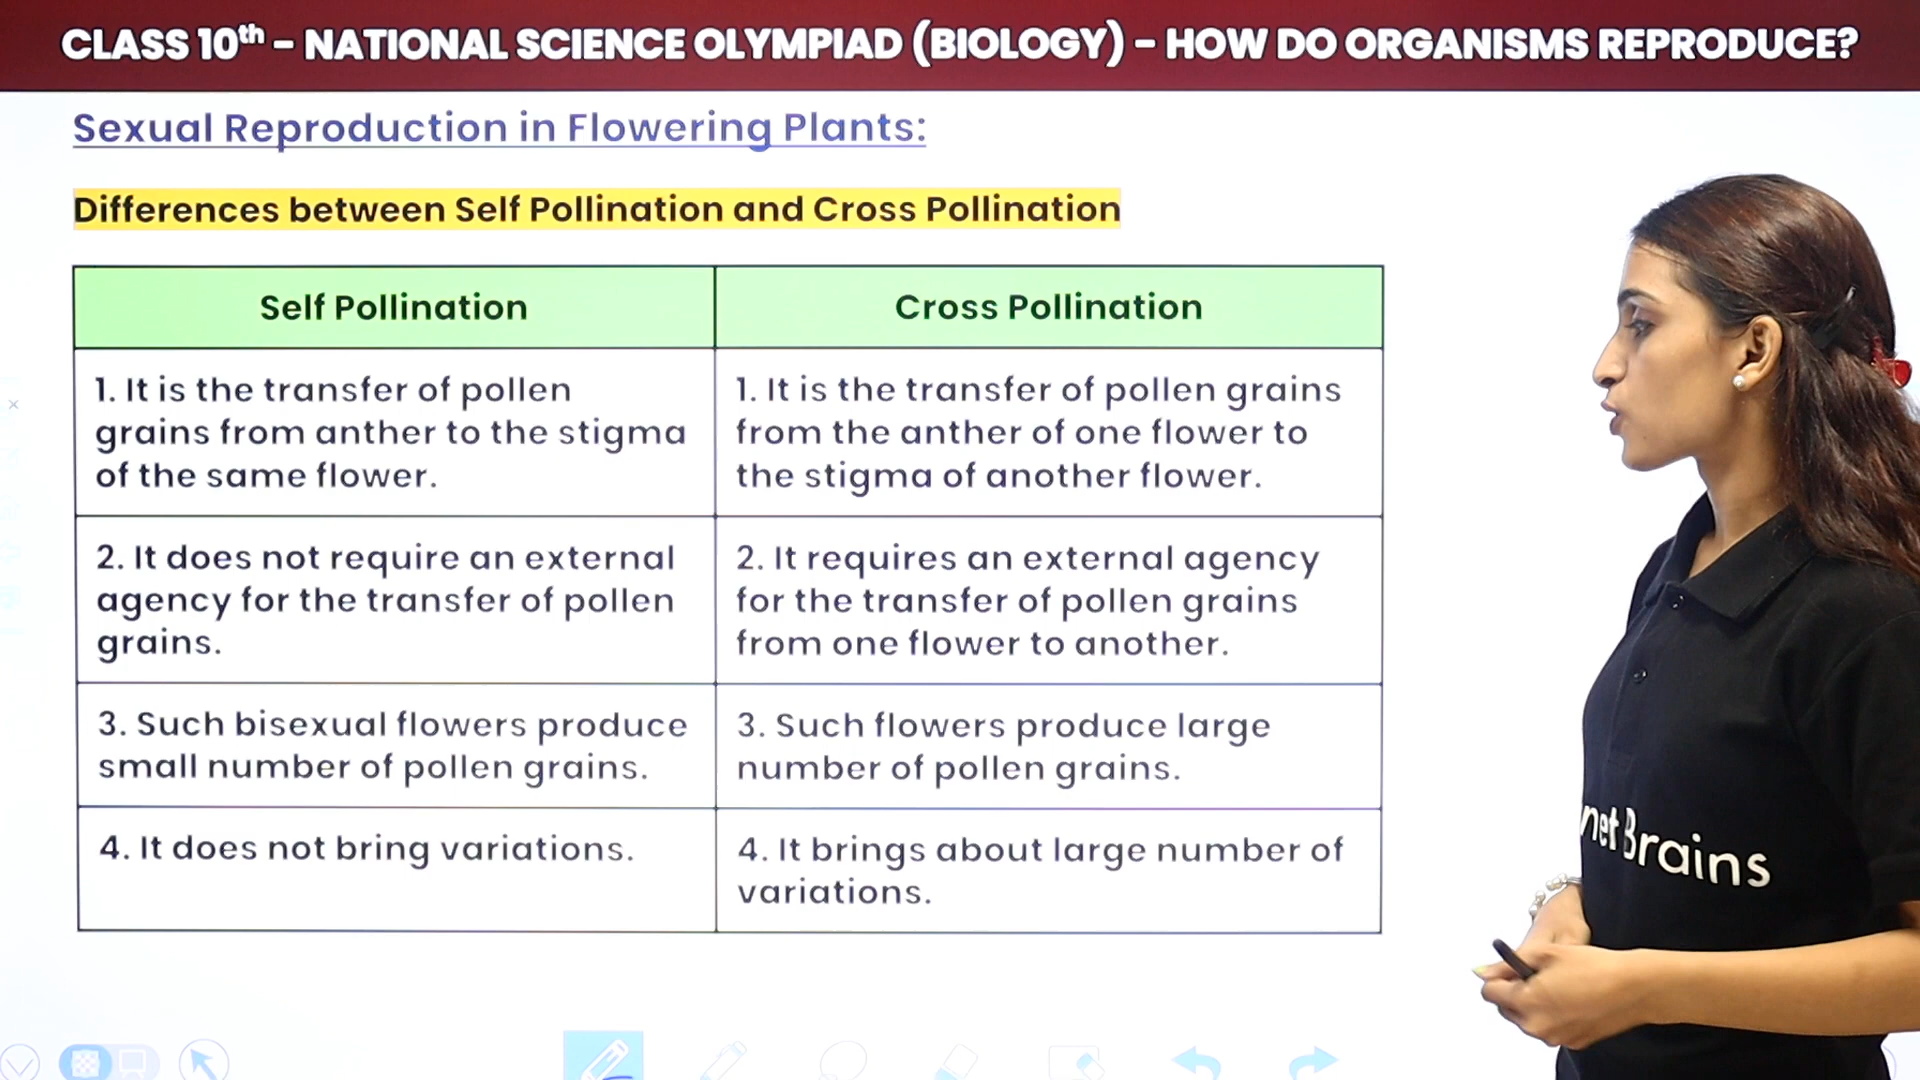 CLASS 10th – NATIONAL SCIENCE OLYMPIAD (BIOLOGY) – HOW DO ORGANISMS REPRODUCE?
Sexual Reproduction in Flowering Plants:
Differences between Self Pollination and Cross Pollination
Self Pollination
Cross Pollination
1. It is the transfer of pollen
grains from anther to the stigma
of the same flower.
1. It is the transfer of pollen grains
from the anther of one flower to
the stigma of another flower.
2. It does not require an external
agency for the transfer of pollen
grains.
2. It requires an external agency
for the transfer of pollen grains
from one flower to another.
3. Such bisexual flowers produce
small number of pollen grains.
3. Such flowers produce large
number of pollen grains.
4. It does not bring variations.
4. It brings about large number of
variations.
net Brains